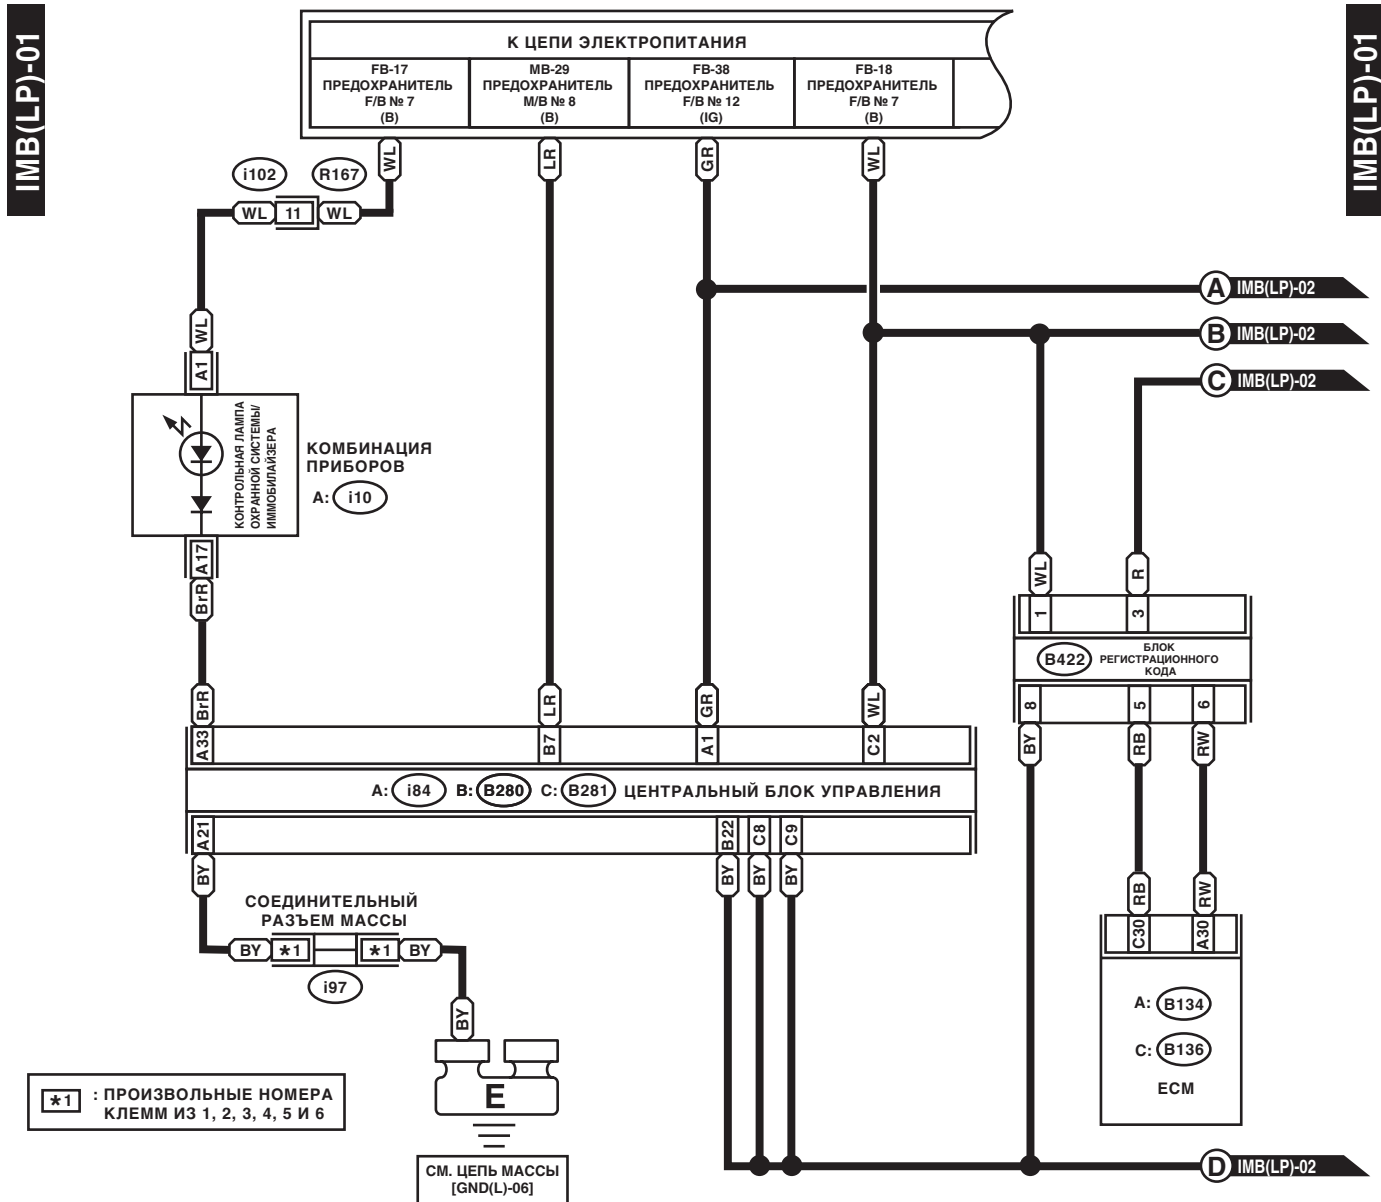 IMB(LP)-01
IMB(LP)-01
К ЦЕПИ ЭЛЕКТРОПИТАНИЯ
FB-17
ПРЕДОХРАНИТЕЛЬ
F/B № 7
(B)
MB-29
ПРЕДОХРАНИТЕЛЬ
M/B № 8
(B)
FB-38
ПРЕДОХРАНИТЕЛЬ
F/B № 12
(IG)
FB-18
ПРЕДОХРАНИТЕЛЬ
F/B № 7
(B)
WL
LR
GR
WL
i102
R167
WL
11
WL
A
IMB(LP)-02
B
IMB(LP)-02
C
IMB(LP)-02
WL
A1
КОНТРОЛЬНАЯ ЛАМПА
ОХРАННОЙ СИСТЕМЫ/
ИММОБИЛАЙЗЕРА
КОМБИНАЦИЯ
ПРИБОРОВ
A: i10
A17
BrR
WL
R
1
3
B422
БЛОК
РЕГИСТРАЦИОННОГО
КОДА
8
5
6
BY
RB
RW
BrR
LR
GR
WL
A33
B7
A1
C2
A: i84 B: B280 C: B281 ЦЕНТРАЛЬНЫЙ БЛОК УПРАВЛЕНИЯ
A21
B22
C8
C9
BY
BY
BY
BY
СОЕДИНИТЕЛЬНЫЙ
РАЗЪЕМ МАССЫ
BY
*1
*1
BY
i97
BY
E
СМ. ЦЕПЬ МАССЫ
[GND(L)-06]
RB
RW
C30
A30
A: B134
C: B136
ECM
*1 : ПРОИЗВОЛЬНЫЕ НОМЕРА
КЛЕММ ИЗ 1, 2, 3, 4, 5 И 6
D
IMB(LP)-02